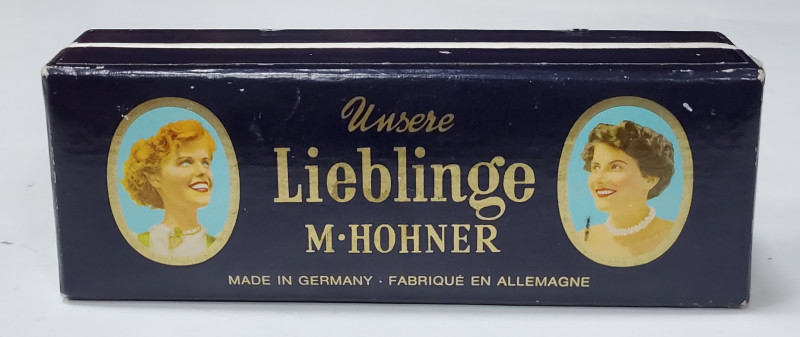 Unsere
Lieblinge
M·HOHNER
MADE IN GERMANY · FABRIQUÉ EN ALLEMAGNE